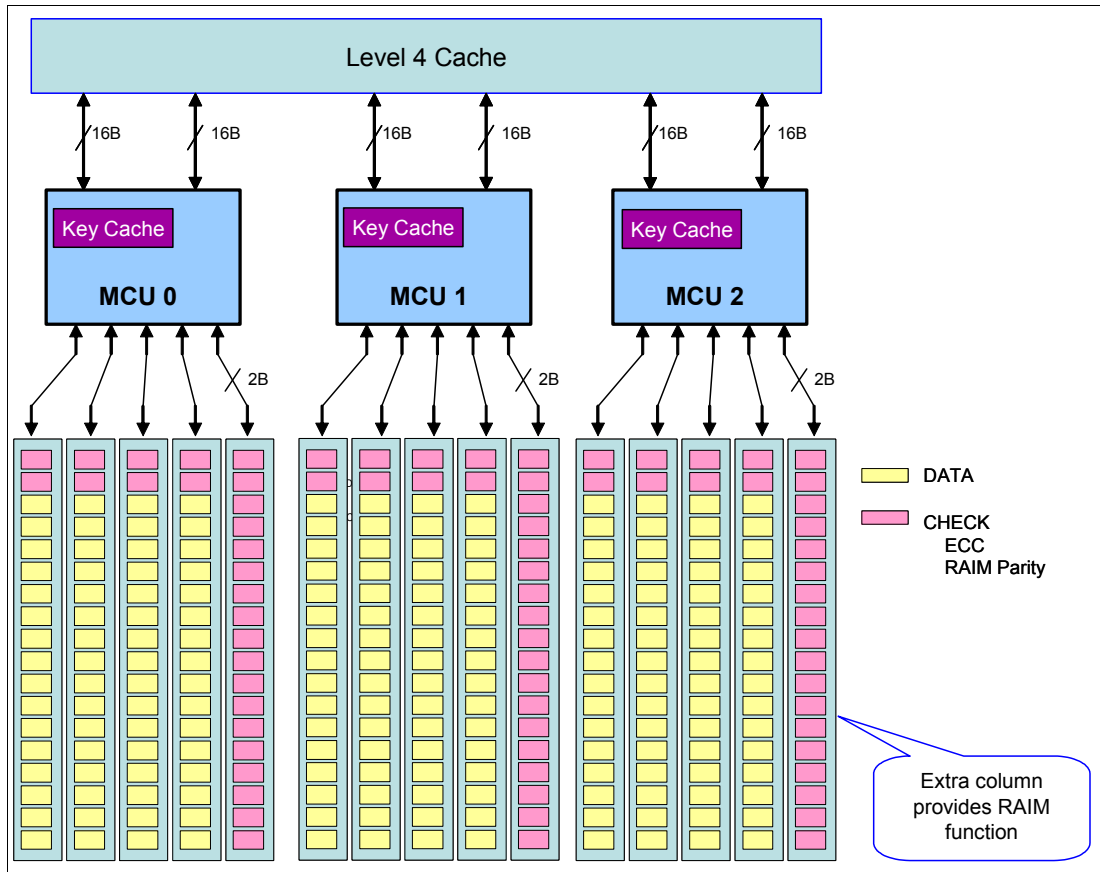 Level 4 Cache
16B 16B 16B 16B 16B 16B
Key Cache Key Cache Key Cache
MCU 0 MCU 1 MCU 2
2B 2B 2B
DATA
CHECK
ECC
RAIM Parity
Extra column
provides RAIM
function